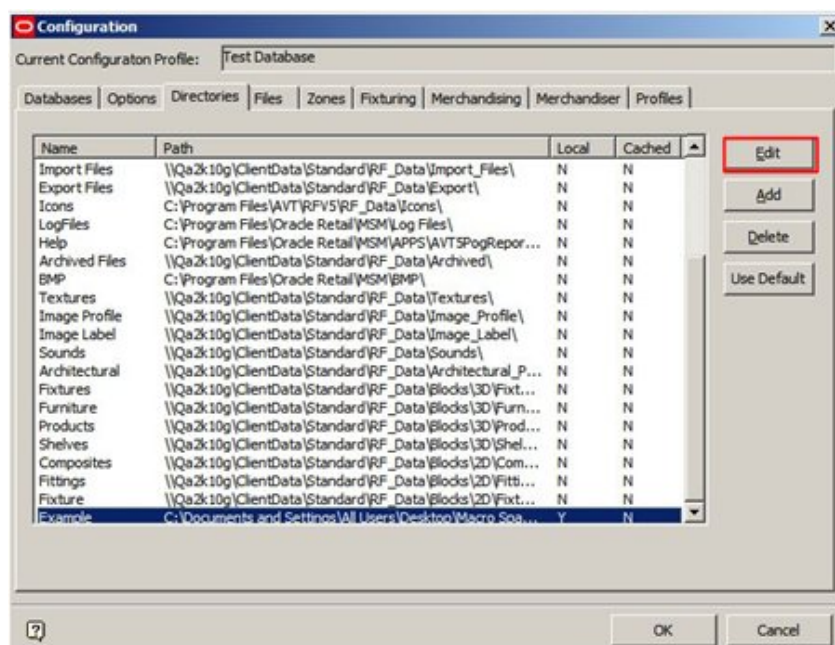 Configuration
Current Configuraton Profile: Test Database
Databases Options Directories Files Zones Fixturing Merchandising Merchandiser Profiles
Name Path Local Cached
Import Files \\Qa2k10g\ClientData\Standard\RF_Data\Import_Files\ N N
Export Files \\Qa2k10g\ClientData\Standard\RF_Data\Export\ N N
Icons C:\Program Files\AVT\RFV5\RF_Data\Icons\ N N
LogFiles C:\Program Files\Oracle Retail\MSM\Log Files\ N N
Help C:\Program Files\Oracle Retail\MSM\APPS\AVT5PogRepor... N N
Archived Files \\Qa2k10g\ClientData\Standard\RF_Data\Archived\ N N
BMP C:\Program Files\Oracle Retail\MSM\BMP\ N N
Textures \\Qa2k10g\ClientData\Standard\RF_Data\Textures\ N N
Image Profile \\Qa2k10g\ClientData\Standard\RF_Data\Image_Profile\ N N
Image Label \\Qa2k10g\ClientData\Standard\RF_Data\Image_Label\ N N
Sounds \\Qa2k10g\ClientData\Standard\RF_Data\Sounds\ N N
Architectural \\Qa2k10g\ClientData\Standard\RF_Data\Architectural_P... N N
Fixtures \\Qa2k10g\ClientData\Standard\RF_Data\Blocks\3D\Fixt... N N
Furniture \\Qa2k10g\ClientData\Standard\RF_Data\Blocks\3D\Furn... N N
Products \\Qa2k10g\ClientData\Standard\RF_Data\Blocks\3D\Prod... N N
Shelves \\Qa2k10g\ClientData\Standard\RF_Data\Blocks\3D\Shel... N N
Composites \\Qa2k10g\ClientData\Standard\RF_Data\Blocks\2D\Com... N N
Fittings \\Qa2k10g\ClientData\Standard\RF_Data\Blocks\2D\Fitti... N N
Fixture \\Qa2k10g\ClientData\Standard\RF_Data\Blocks\2D\Fixt... N N
Example C:\Documents and Settings\All Users\Desktop\Macro Spa... Y N
Edit
Add
Delete
Use Default
OK Cancel